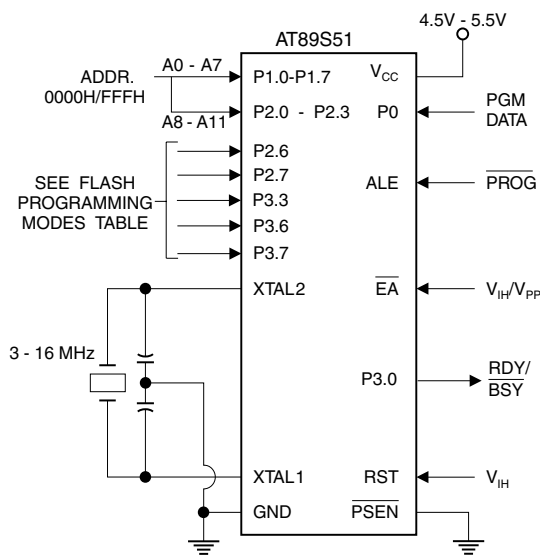 AT89S51
4.5V - 5.5V
ADDR.
0000H/FFFH
A0 - A7
A8 - A11
P1.0-P1.7
P2.0 - P2.3
P2.6
P2.7
P3.3
P3.6
P3.7
SEE FLASH
PROGRAMMING
MODES TABLE
XTAL2
3 - 16 MHz
XTAL1
GND
VCC
P0
PGM
DATA
ALE
PROG
EA
VIH/VPP
P3.0
RDY/
BSY
RST
VIH
PSEN